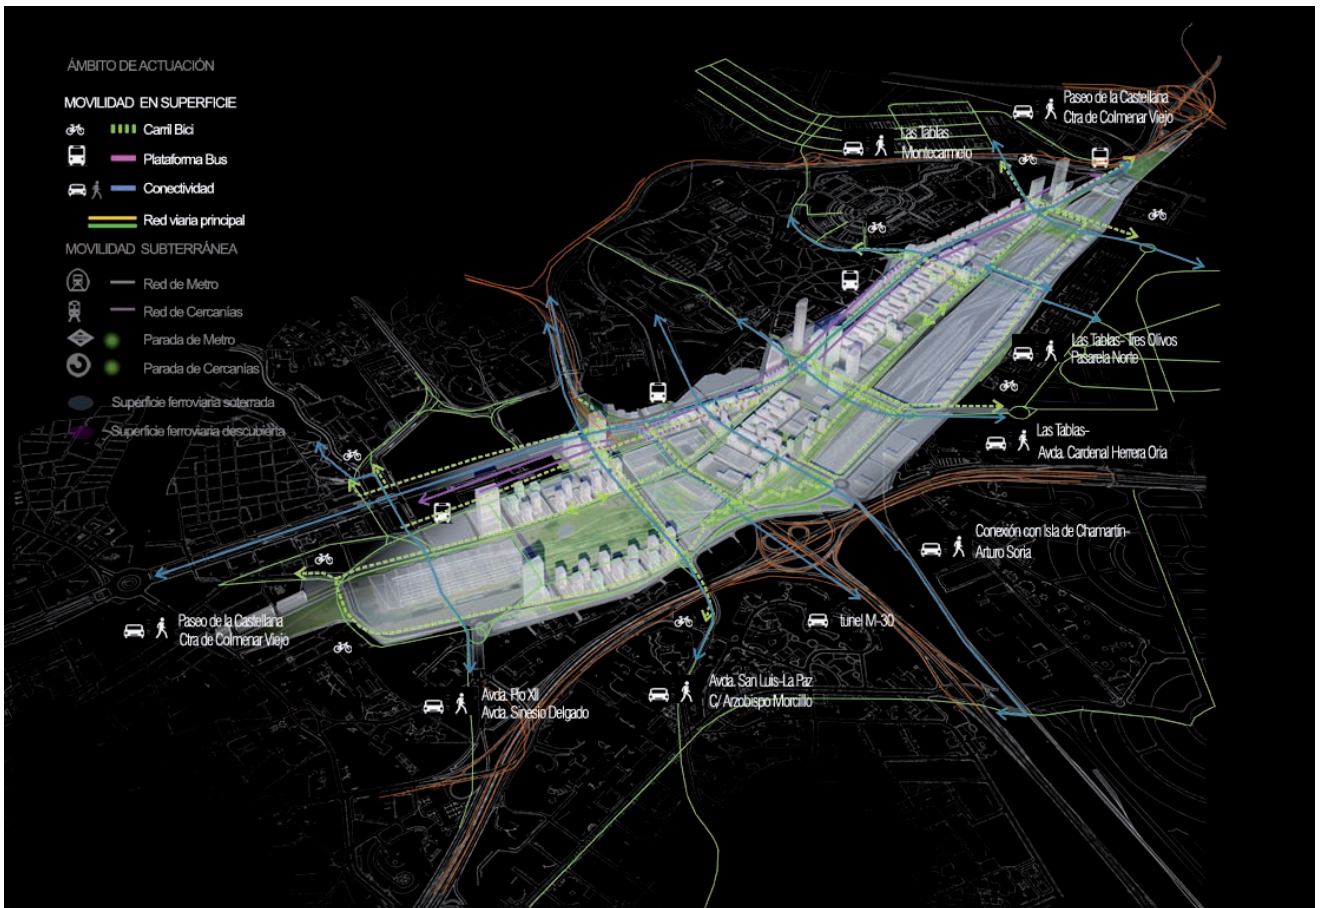 ÁMBITO DE ACTUACIÓN
MOVILIDAD EN SUPERFICIE
Carril Bici
Plataforma Bus
Conectividad
Red viaria principal
MOVILIDAD SUBTERRÁNEA
Red de Metro
Red de Cercanías
Parada de Metro
Parada de Cercanías
Superficie ferroviaria soterrada
Superficie ferroviaria descubierta
Paseo de la Castellana
Ctra de Colmenar Viejo
Las Tablas
Montecarmelo
Las Tablas- Tres Olivos
Pasarela Norte
Las Tablas-
Avda. Cardenal Herrera Oria
Conexión con Isla de Chamartín-
Arturo Soria
tunel M-30
Paseo de la Castellana
Ctra de Colmenar Viejo
Avda. San Luis-La Paz
C/ Arzobispo Morcillo
Avda. Pío XII
Avda. Sinesio Delgado